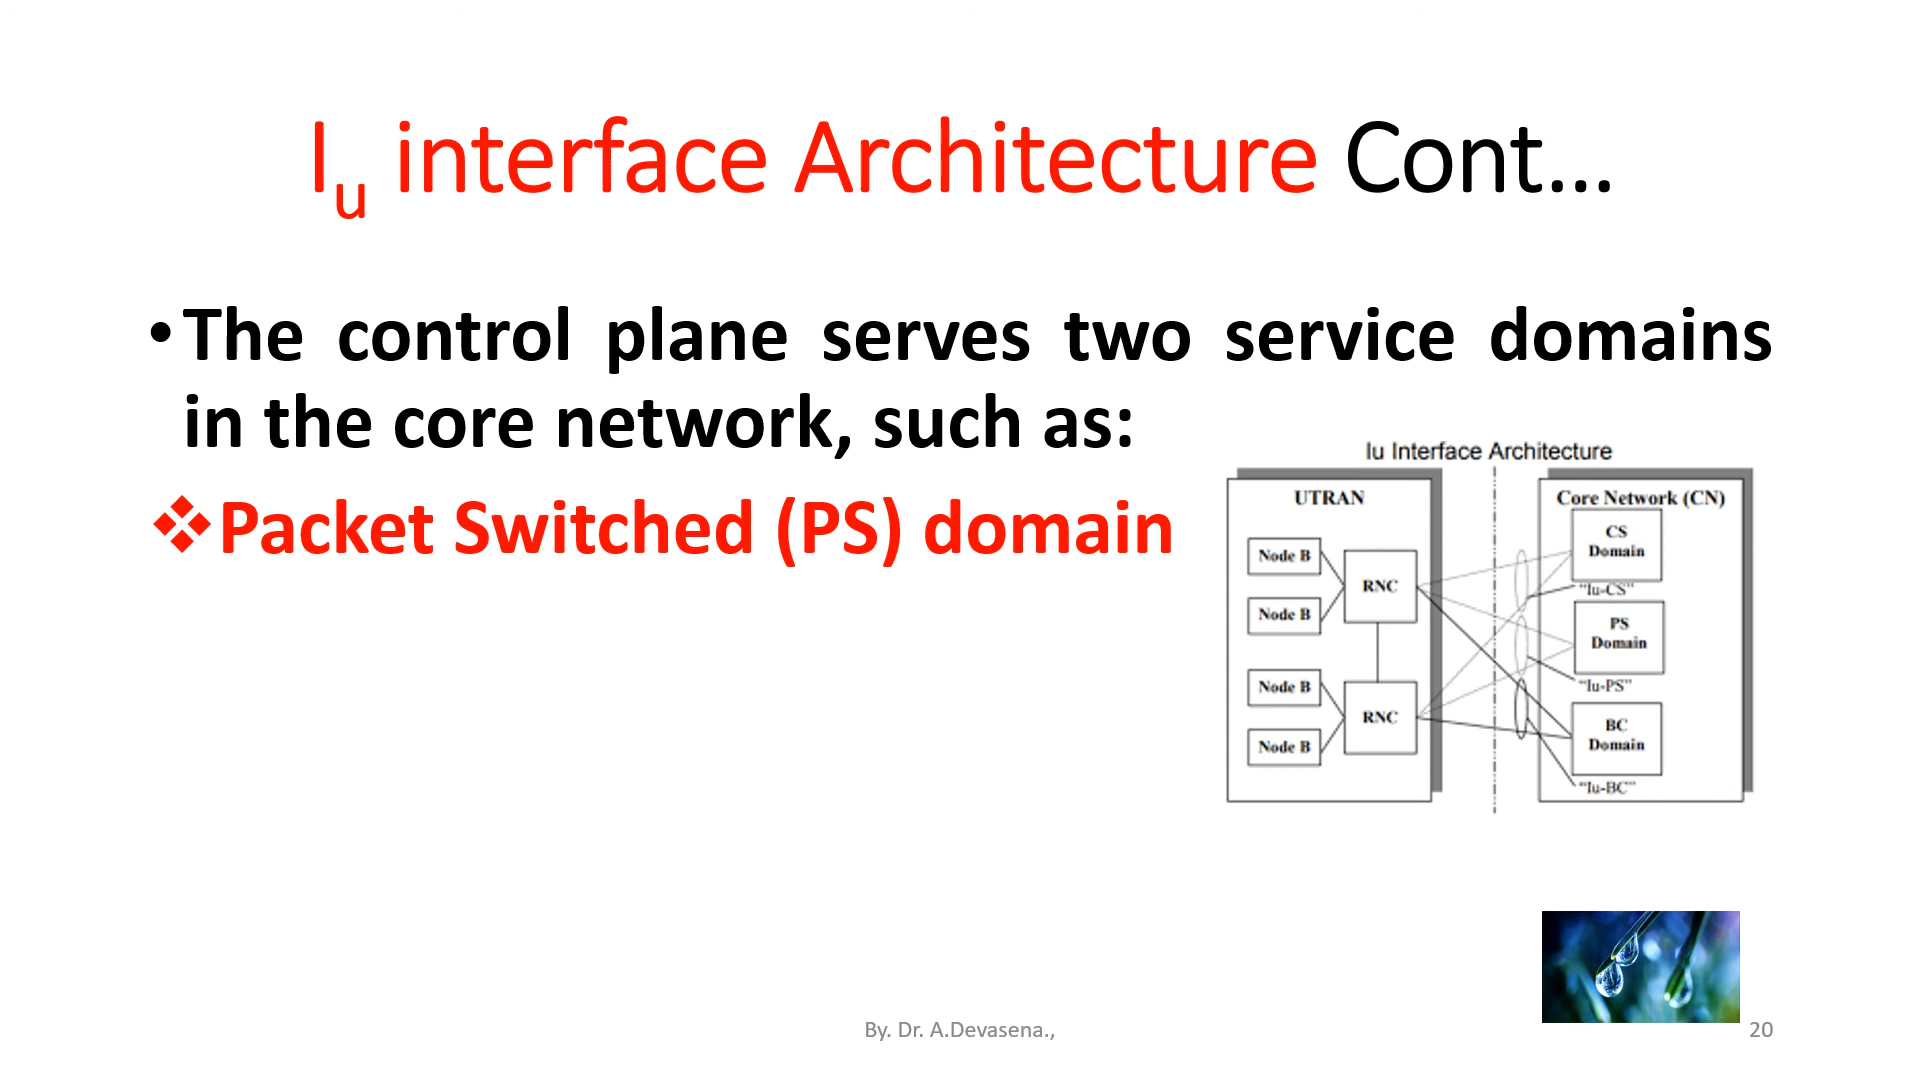 Iu interface Architecture Cont...
•The control plane serves two service domains
in the core network, such as:
❖Packet Switched (PS) domain
Iu Interface Architecture
UTRAN
Core Network (CN)
Node B
Node B
RNC
Node B
Node B
RNC
CS
Domain
"Iu-CS"
PS
Domain
"Iu-PS"
BC
Domain
"Iu-BC"
By. Dr. A.Devasena.,
20